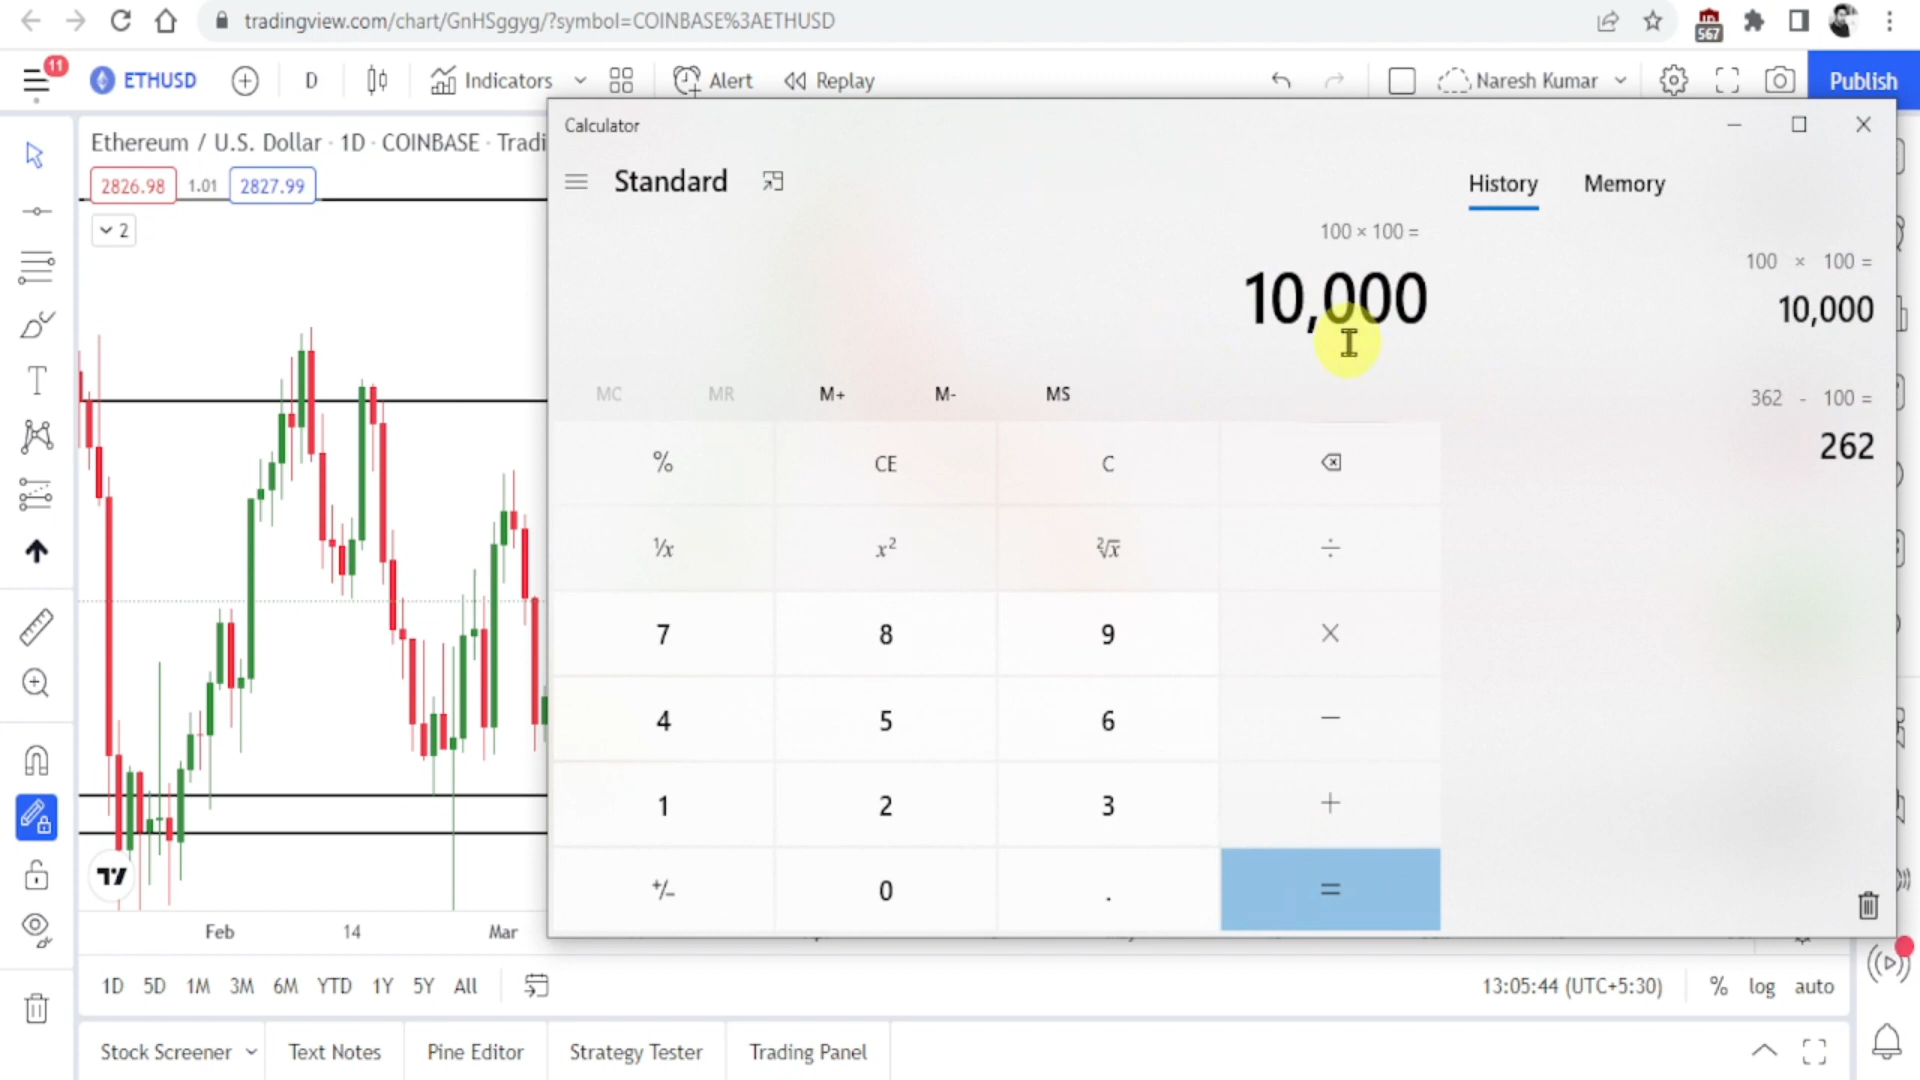 tradingview.com/chart/GnHSggyg/?symbol=COINBASE%3AETHUSD
567
11
ETHUSD
D
Indicators
Alert
Replay
Naresh Kumar
Publish
Ethereum / U.S. Dollar · 1D · COINBASE · Tradi
2826.98
1.01
2827.99
2
Calculator
Standard
History
Memory
100 × 100 =
10,000
100 × 100 =
10,000
362 - 100 =
262
MC MR M+ M- MS
% CE C
¹/x x² ²√x ÷
7 8 9 ×
4 5 6 −
1 2 3 +
+/− 0 . =
Feb 14 Mar
1D 5D 1M 3M 6M YTD 1Y 5Y All
13:05:44 (UTC+5:30)
% log auto
Stock Screener
Text Notes
Pine Editor
Strategy Tester
Trading Panel